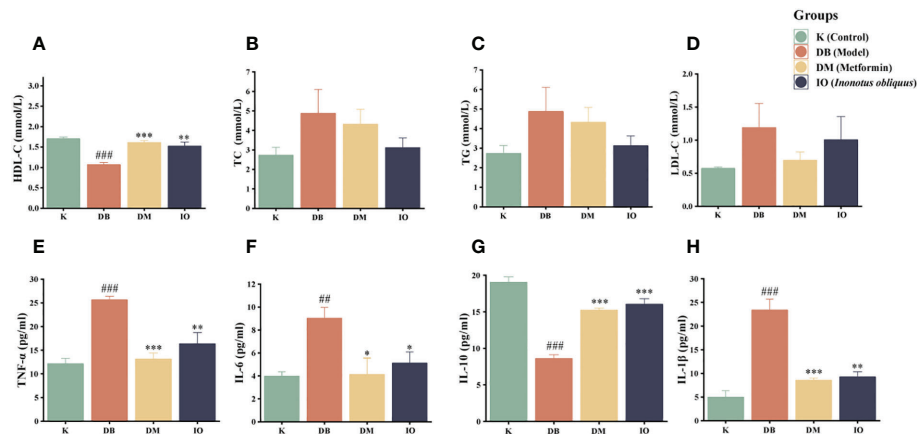 Groups
K (Control)
DB (Model)
DM (Metformin)
IO (Inonotus obliquus)
A
HDL-C (mmol/L)
3.0
2.5
2.0
1.5
1.0
0.5
0.0
###
***
**
K DB DM IO
B
TC (mmol/L)
7
6
5
4
3
2
1
0
K DB DM IO
C
TG (mmol/L)
7
6
5
4
3
2
1
0
K DB DM IO
D
LDL-C (mmol/L)
2.0
1.5
1.0
0.5
0.0
K DB DM IO
E
TNF-α (pg/ml)
30
25
20
15
10
5
0
###
***
**
K DB DM IO
F
IL-6 (pg/ml)
12
10
8
6
4
2
0
##
*
*
K DB DM IO
G
IL-10 (pg/ml)
20
15
10
5
0
###
***
***
K DB DM IO
H
IL-1β (pg/ml)
30
25
20
15
10
5
0
###
***
**
K DB DM IO